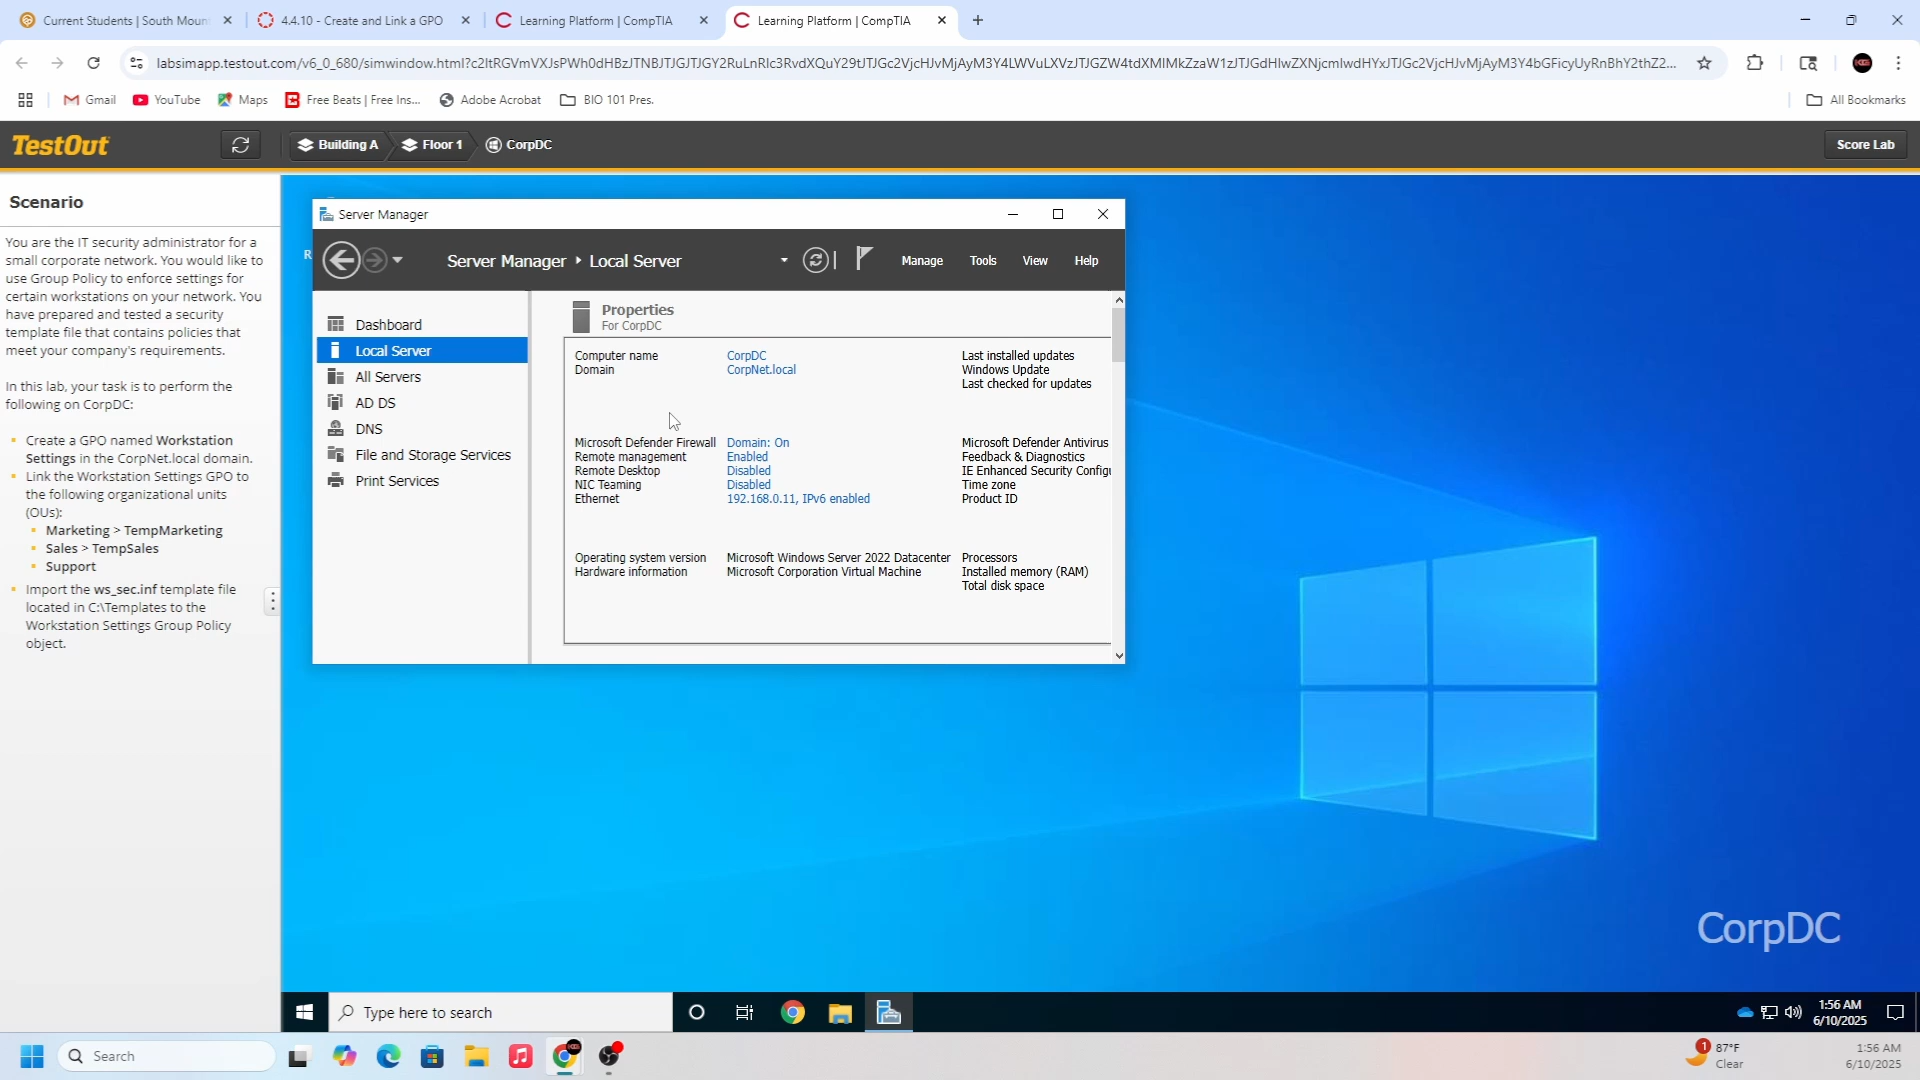 Current Students | South Moun
4.4.10 - Create and Link a GPO
Learning Platform | CompTIA
Learning Platform | CompTIA
Gmail
YouTube
Maps
Free Beats | Free Ins...
Adobe Acrobat
BIO 101 Pres.
All Bookmarks
TestOut
Building A
Floor 1
CorpDC
Score Lab
Scenario
You are the IT security administrator for a
small corporate network. You would like to
use Group Policy to enforce settings for
certain workstations on your network. You
have prepared and tested a security
template file that contains policies that
meet your company's requirements.
In this lab, your task is to perform the
following on CorpDC:
Create a GPO named Workstation
Settings in the CorpNet.local domain.
Link the Workstation Settings GPO to
the following organizational units
(OUs):
Marketing > TempMarketing
Sales > TempSales
Support
Import the ws_sec.inf template file
located in C:\Templates to the
Workstation Settings Group Policy
object.
R
Server Manager
Server Manager
Local Server
Manage
Tools
View
Help
Dashboard
Local Server
All Servers
AD DS
DNS
File and Storage Services
Print Services
Properties
For CorpDC
Computer name CorpDC Last installed updates
Domain CorpNet.local Windows Update
Last checked for updates
Microsoft Defender Firewall Domain: On Microsoft Defender Antivirus
Remote management Enabled Feedback & Diagnostics
Remote Desktop Disabled IE Enhanced Security Configu
NIC Teaming Disabled Time zone
Ethernet 192.168.0.11, IPv6 enabled Product ID
Operating system version Microsoft Windows Server 2022 Datacenter Processors
Hardware information Microsoft Corporation Virtual Machine Installed memory (RAM)
Total disk space
CorpDC
Type here to search
1:56 AM
6/10/2025
Search
1
87°F
Clear
1:56 AM
6/10/2025